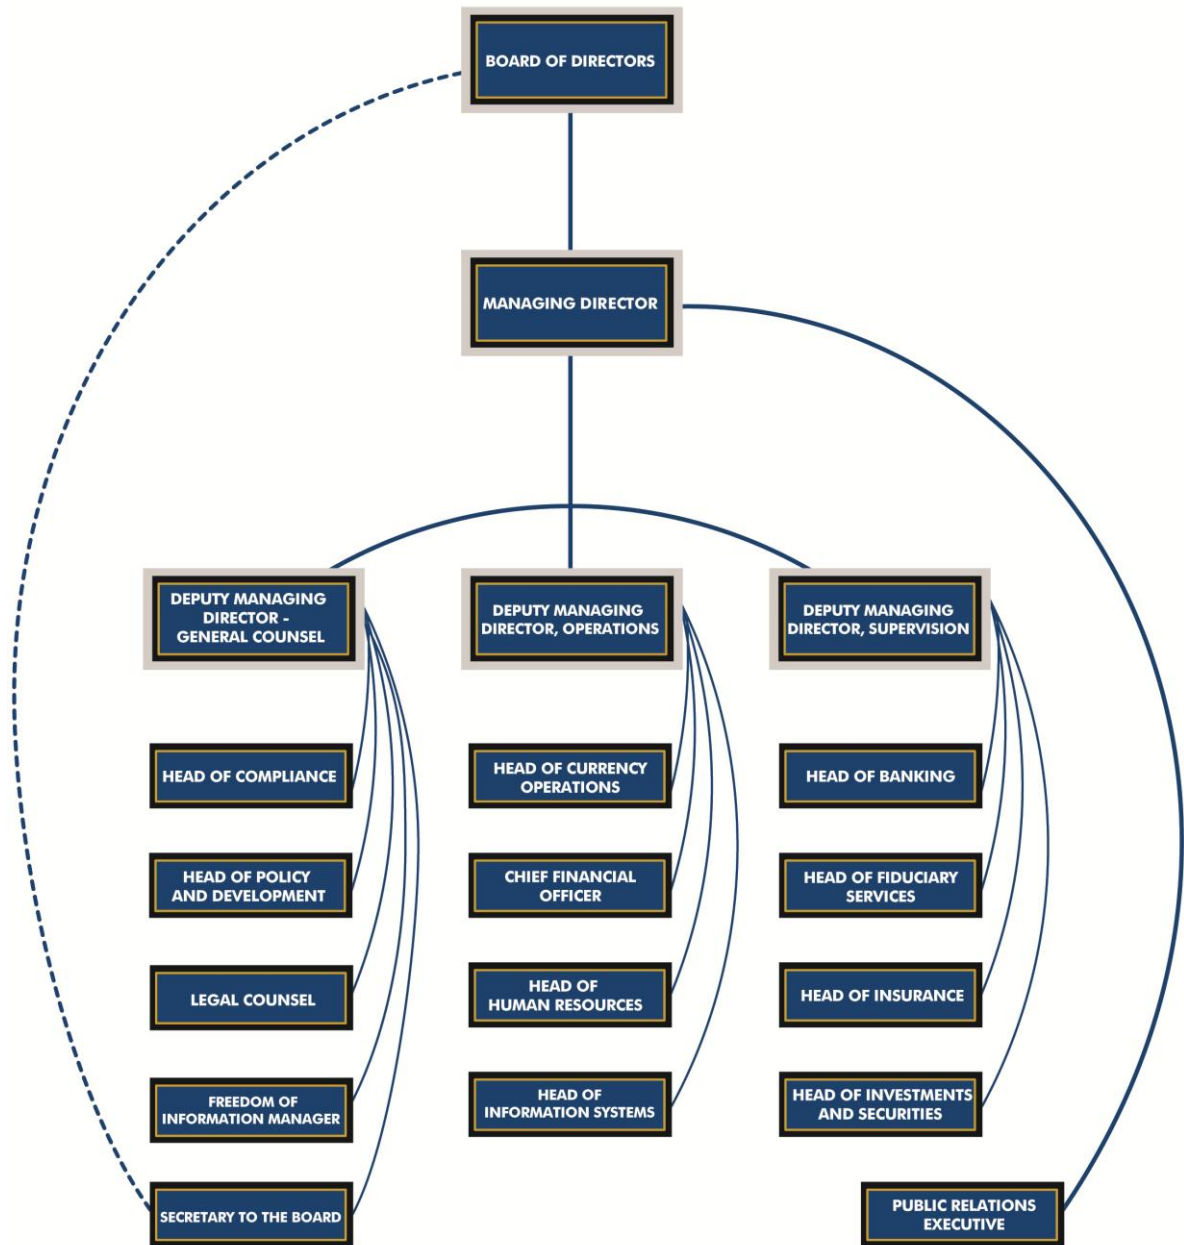 BOARD OF DIRECTORS
MANAGING DIRECTOR
DEPUTY MANAGING
DIRECTOR -
GENERAL COUNSEL
DEPUTY MANAGING
DIRECTOR, OPERATIONS
DEPUTY MANAGING
DIRECTOR, SUPERVISION
HEAD OF COMPLIANCE
HEAD OF CURRENCY
OPERATIONS
HEAD OF BANKING
HEAD OF POLICY
AND DEVELOPMENT
CHIEF FINANCIAL
OFFICER
HEAD OF FIDUCIARY
SERVICES
LEGAL COUNSEL
HEAD OF
HUMAN RESOURCES
HEAD OF INSURANCE
FREEDOM OF
INFORMATION MANAGER
HEAD OF
INFORMATION SYSTEMS
HEAD OF INVESTMENTS
AND SECURITIES
SECRETARY TO THE BOARD
PUBLIC RELATIONS
EXECUTIVE